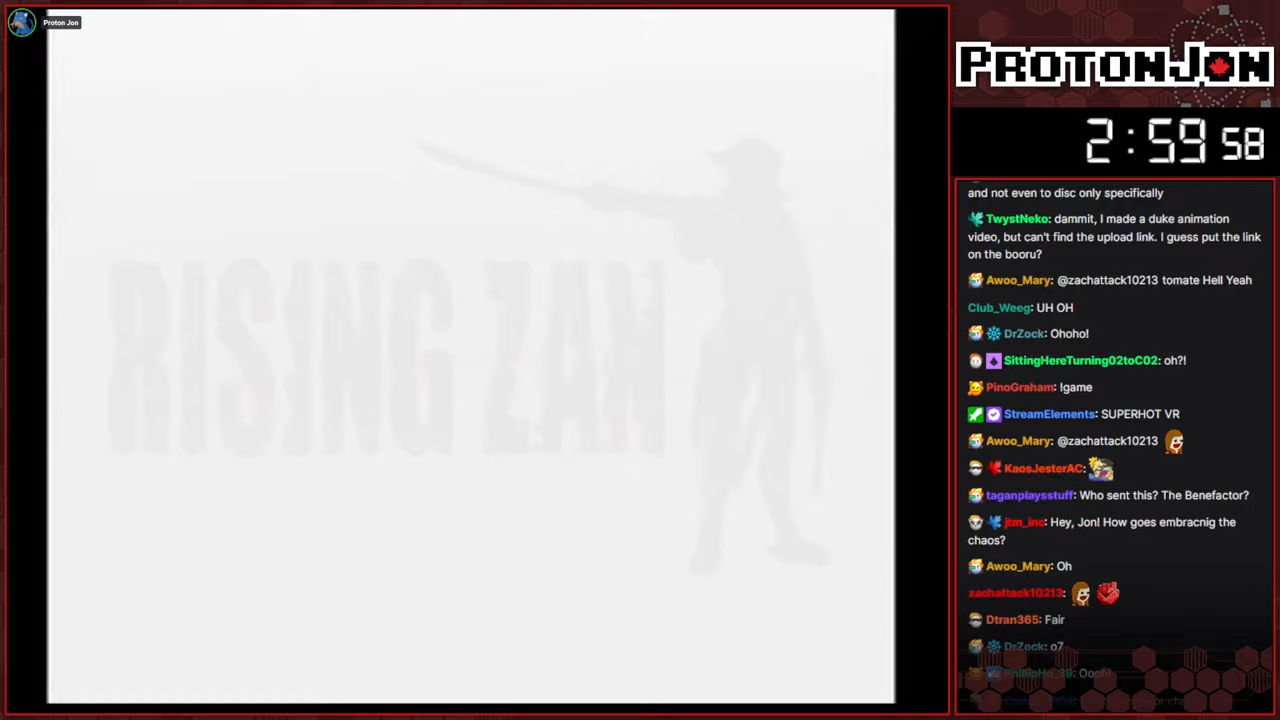 Proton Jon
RISING ZAN
PROTONJON
2:59 58
and not even to disc only specifically
TwystNeko: dammit, I made a duke animation
video, but can't find the upload link. I guess put the link
on the booru?
Awoo_Mary: @zachattack10213 tomate Hell Yeah
Club_Weeg: UH OH
DrZock: Ohoho!
SittingHereTurning02toC02: oh?!
PinoGraham: !game
StreamElements: SUPERHOT VR
Awoo_Mary: @zachattack10213
KaosJesterAC:
taganplaysstuff: Who sent this? The Benefactor?
jtm_inc: Hey, Jon! How goes embracnig the
chaos?
Awoo_Mary: Oh
zachattack10213:
Dtran365: Fair
DrZock: o7